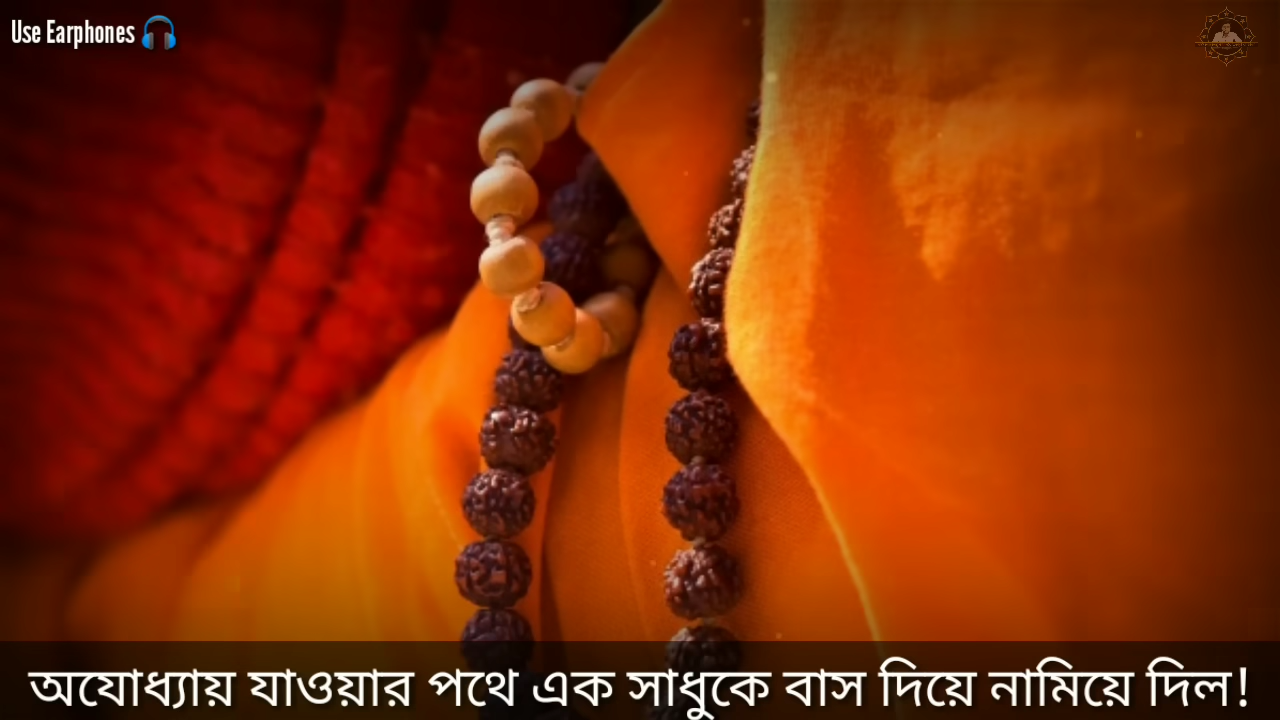 Use Earphones
অযোধ্যায় যাওয়ার পথে এক সাধুকে বাস দিয়ে নামিয়ে দিল!